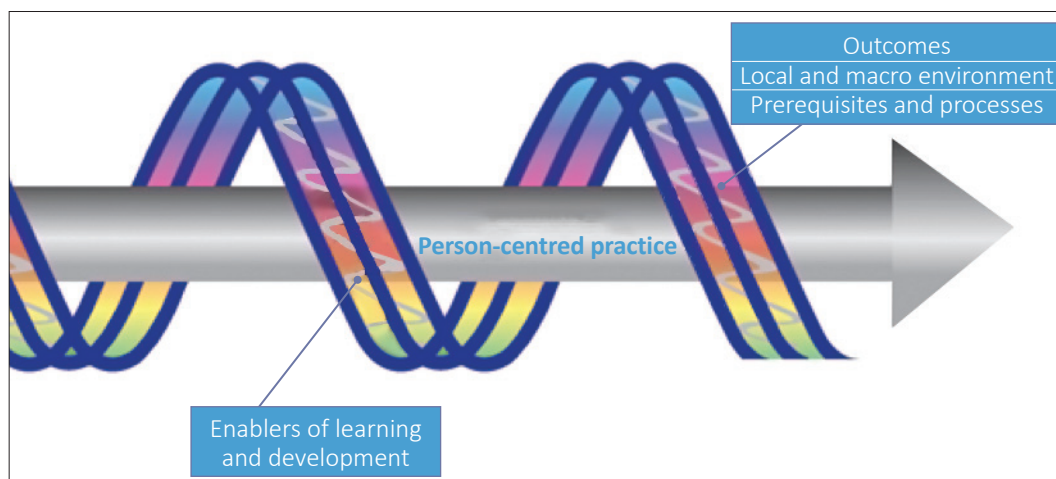 Outcomes
Local and macro environment
Prerequisites and processes
Person-centred practice
Enablers of learning
and development